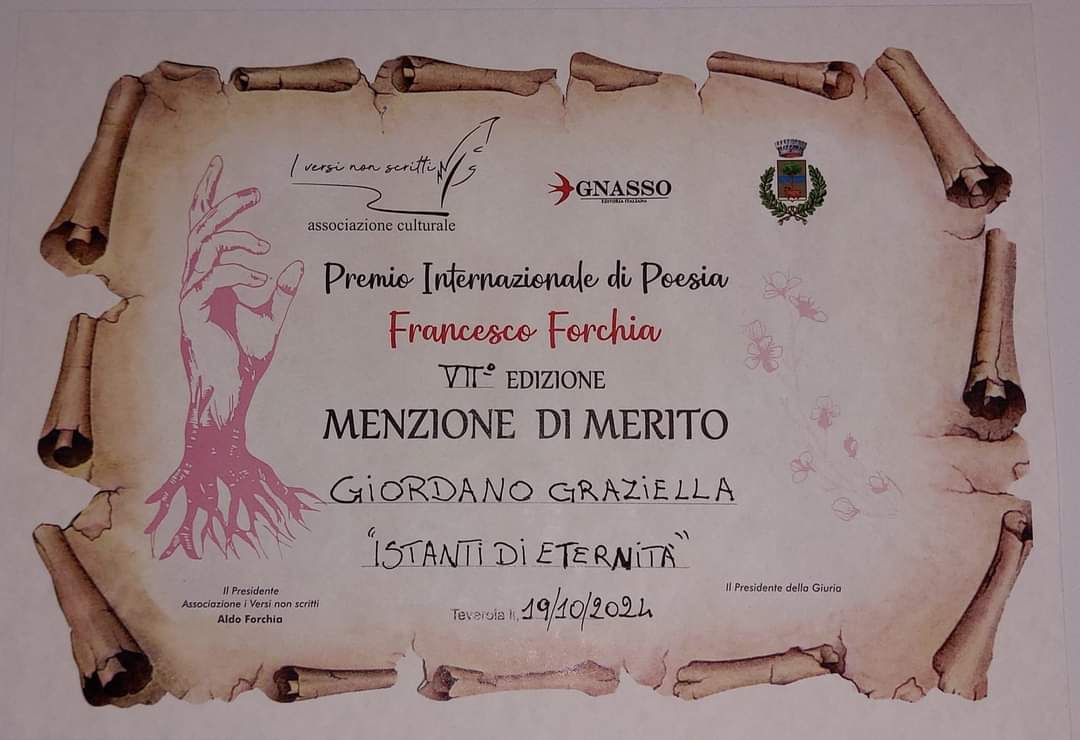 I versi non scritti
associazione culturale
GNASSO
EDITORIA ITALIANA
Premio Internazionale di Poesia
Francesco Forchia
VII° EDIZIONE
MENZIONE DI MERITO
GIORDANO GRAZIELLA
"ISTANTI DI ETERNITÀ"
Il Presidente
Associazione i Versi non scritti
Aldo Forchia
Teverola lì, 19/10/2024
Il Presidente della Giuria